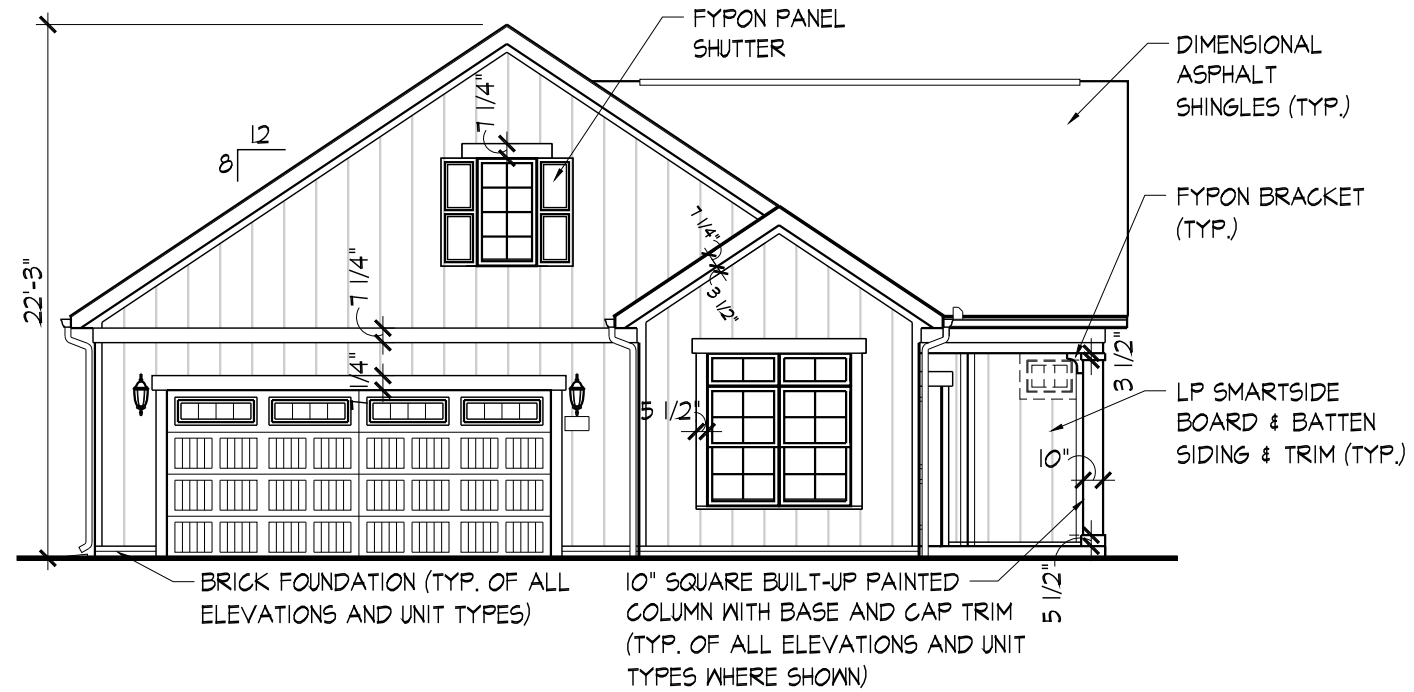 FYPON PANEL
SHUTTER
DIMENSIONAL
ASPHALT
SHINGLES (TYP.)
7 1/4"
12
8
FYPON BRACKET
(TYP.)
7 1/4"
3 1/2"
22'-3"
7 1/4"
7 1/4"
3 1/2"
5 1/2"
LP SMARTSIDE
BOARD & BATTEN
SIDING & TRIM (TYP.)
10"
5 1/2"
BRICK FOUNDATION (TYP. OF ALL
ELEVATIONS AND UNIT TYPES)
10" SQUARE BUILT-UP PAINTED
COLUMN WITH BASE AND CAP TRIM
(TYP. OF ALL ELEVATIONS AND UNIT
TYPES WHERE SHOWN)